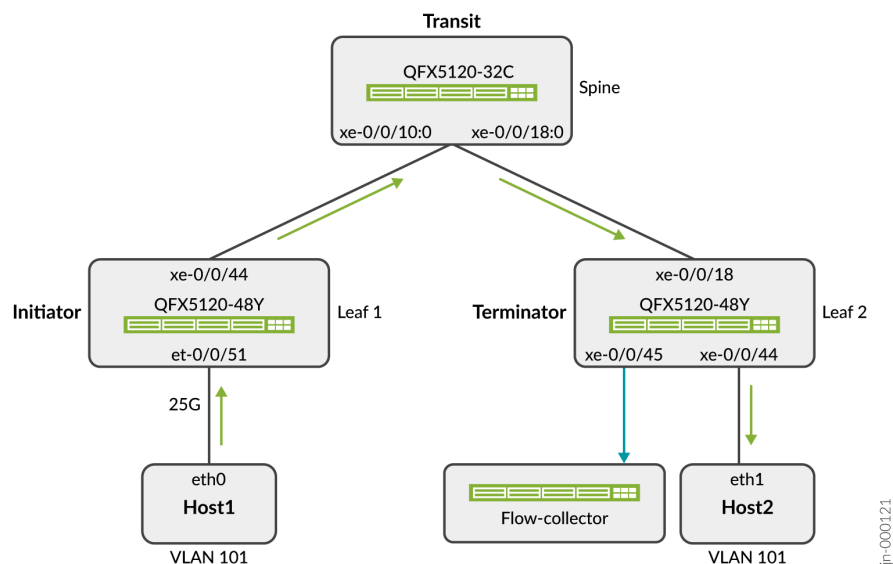 Transit
QFX5120-32C
Spine
xe-0/0/10:0 xe-0/0/18:0
xe-0/0/44
Initiator
QFX5120-48Y
Leaf 1
et-0/0/51
xe-0/0/18
Terminator
QFX5120-48Y
Leaf 2
xe-0/0/45 xe-0/0/44
25G
eth0
Host1
VLAN 101
Flow-collector
eth1
Host2
VLAN 101
jn-000121